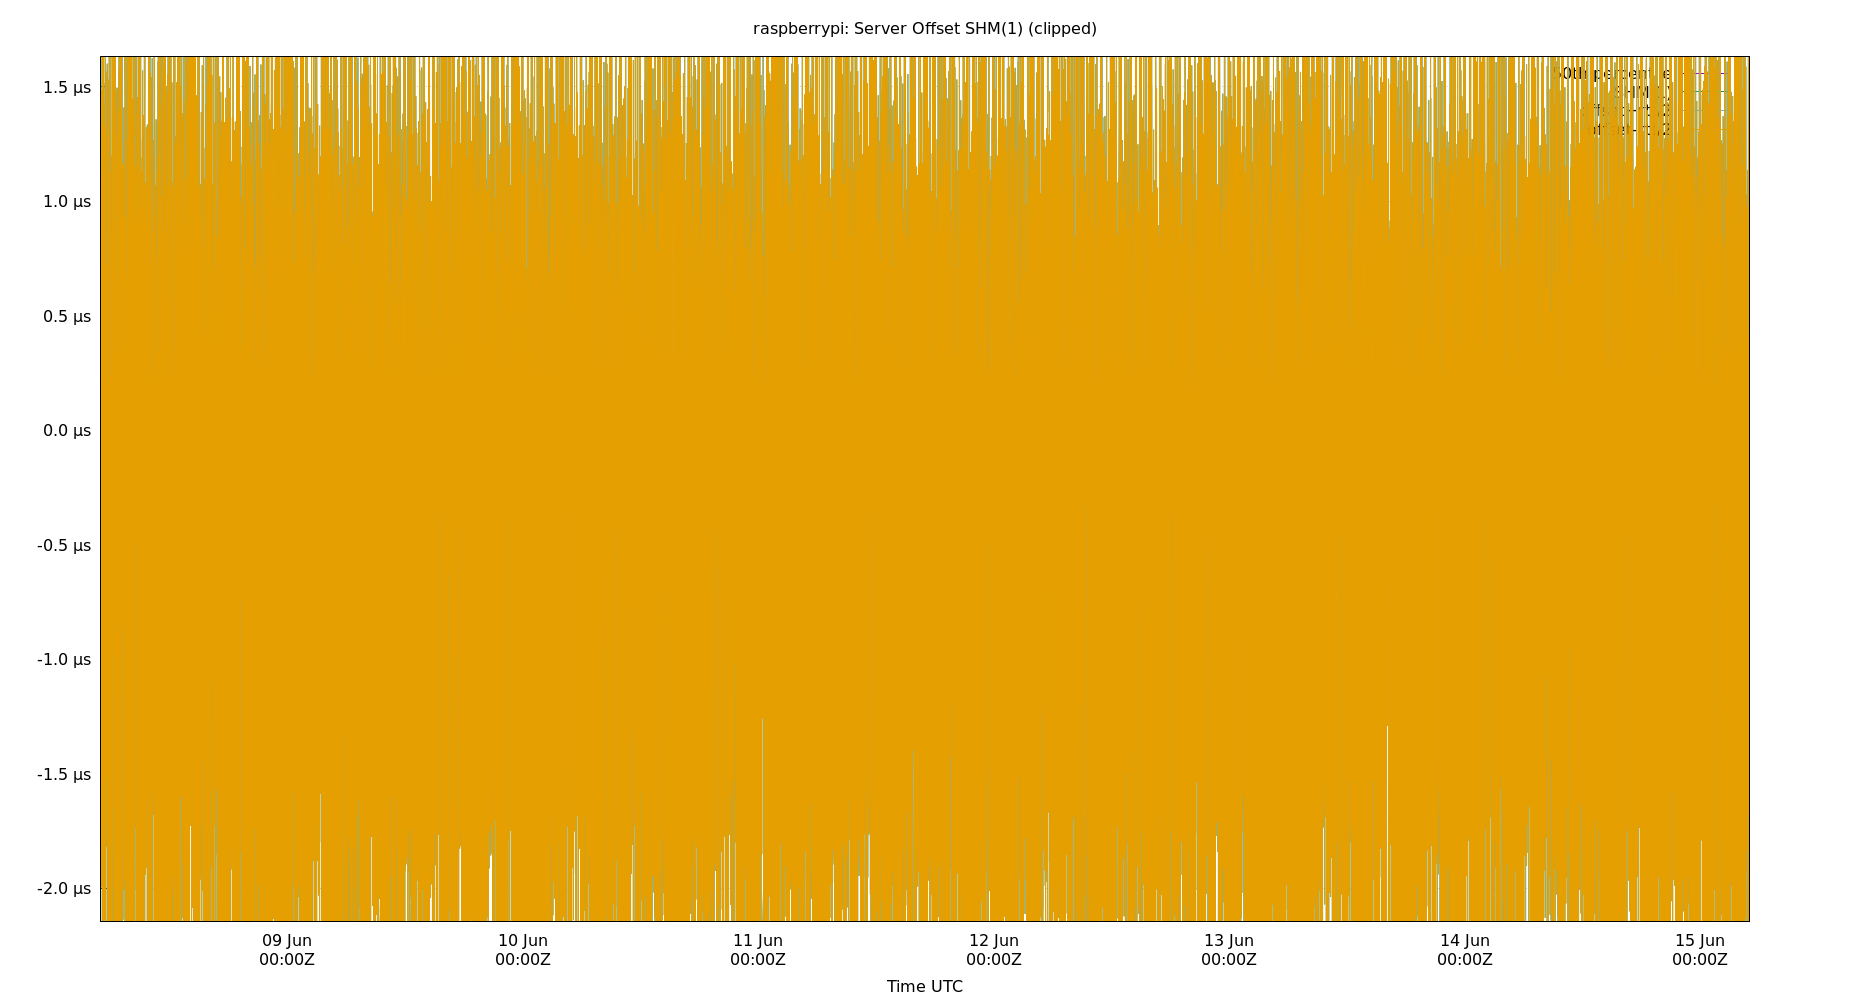 raspberrypi: Server Offset SHM(1) (clipped)
1.5 µs
1.0 µs
0.5 µs
0.0 µs
-0.5 µs
-1.0 µs
-1.5 µs
-2.0 µs
09 Jun
00:00Z
10 Jun
00:00Z
11 Jun
00:00Z
12 Jun
00:00Z
13 Jun
00:00Z
14 Jun
00:00Z
15 Jun
00:00Z
Time UTC